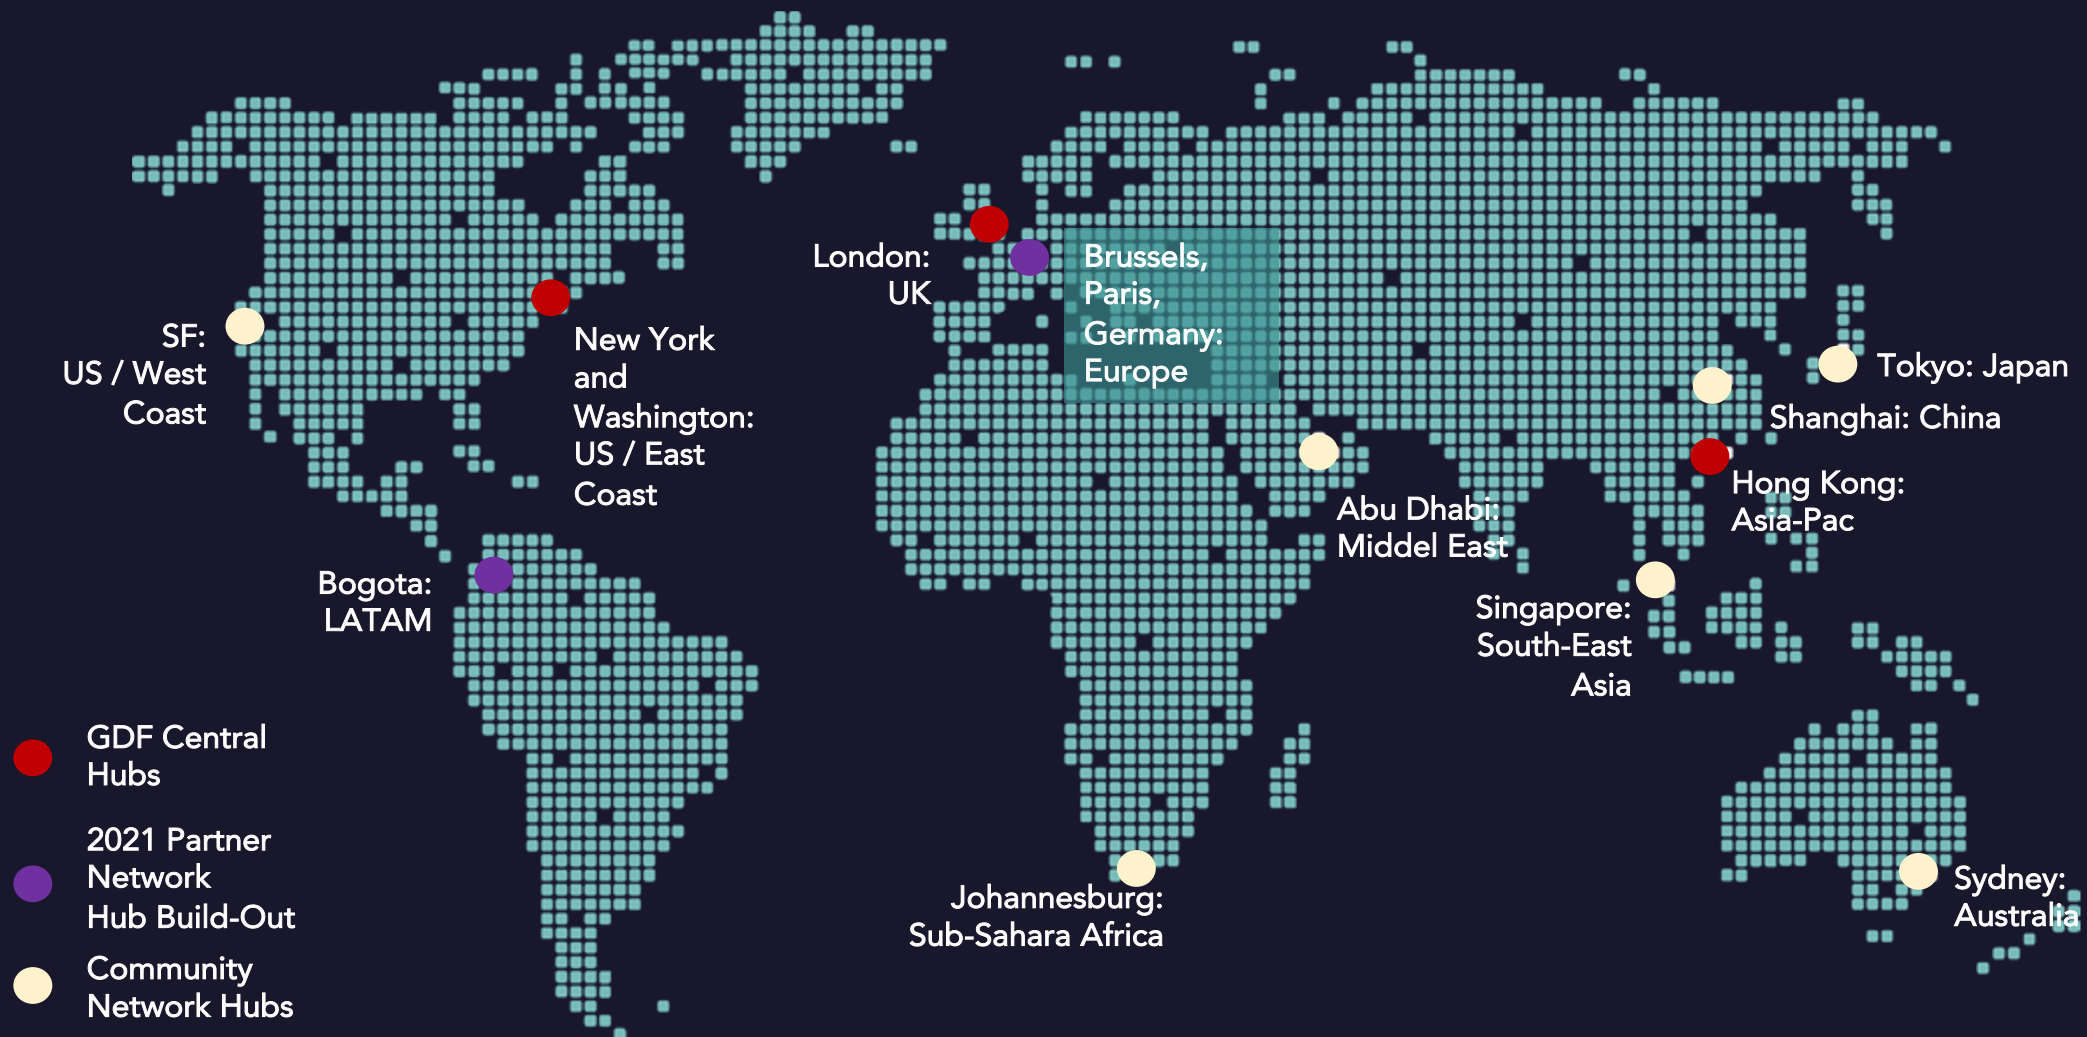 London:
UK
Brussels,
Paris,
Germany:
Europe
SF:
US / West
Coast
New York
and
Washington:
US / East
Coast
Tokyo: Japan
Shanghai: China
Hong Kong:
Asia-Pac
Abu Dhabi:
Middel East
Bogota:
LATAM
Singapore:
South-East
Asia
Johannesburg:
Sub-Sahara Africa
Sydney:
Australia
GDF Central
Hubs
2021 Partner
Network
Hub Build-Out
Community
Network Hubs